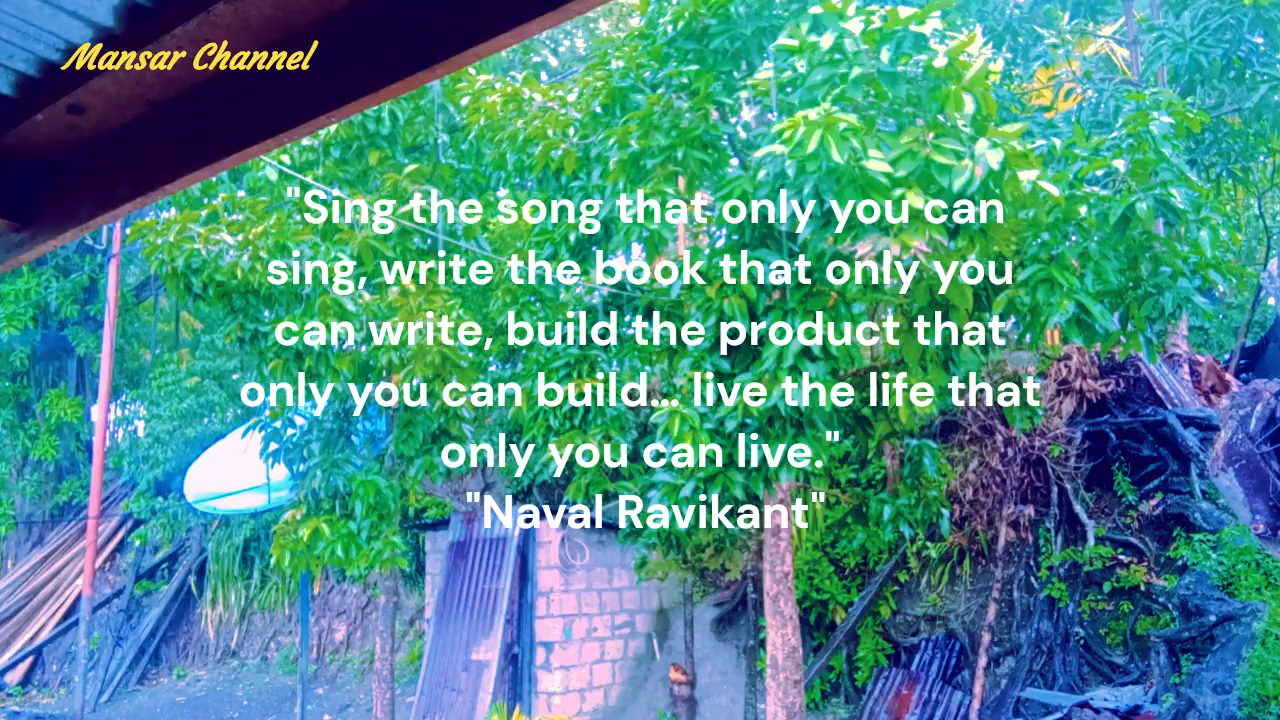 Mansar Channel
"Sing the song that only you can
sing, write the book that only you
can write, build the product that
only you can build... live the life that
only you can live."
"Naval Ravikant"